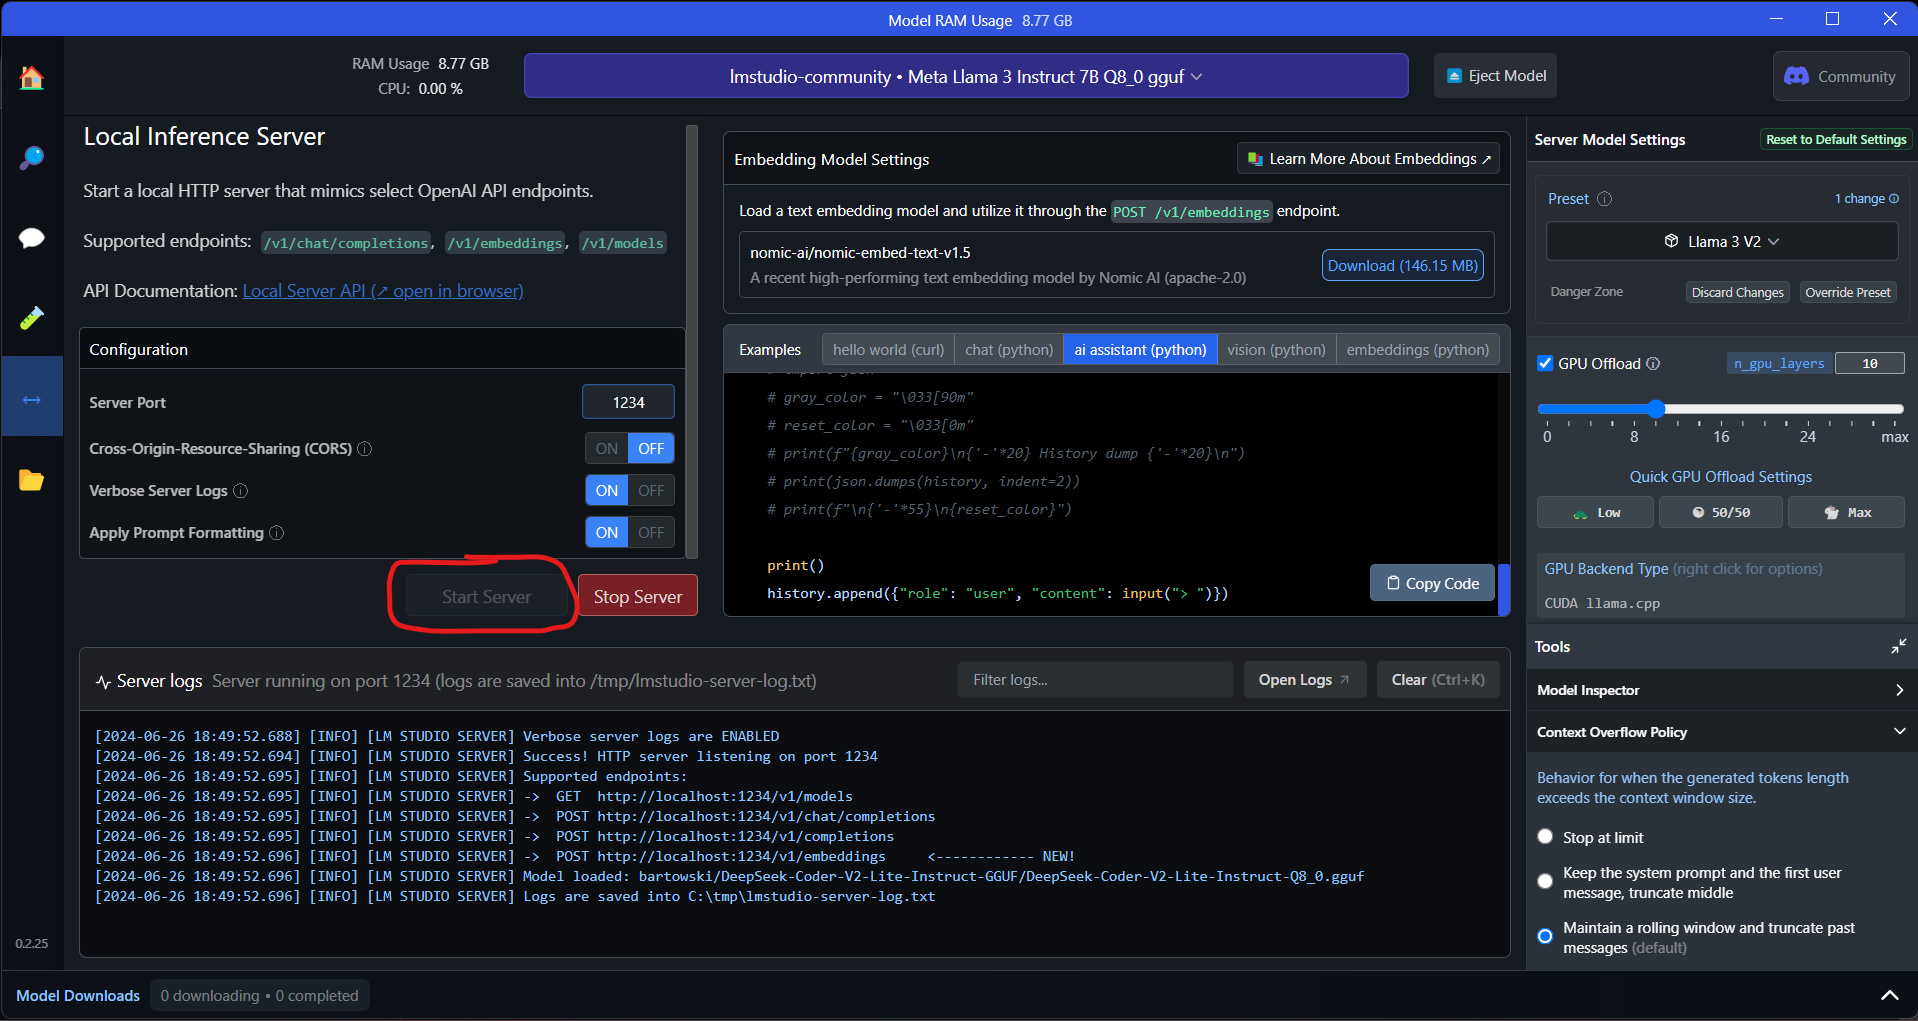 Model RAM Usage 8.77 GB
RAM Usage 8.77 GB
CPU: 0.00 %
lmstudio-community • Meta Llama 3 Instruct 7B Q8_0 gguf
Eject Model
Community
Local Inference Server
Start a local HTTP server that mimics select OpenAI API endpoints.
Supported endpoints: /v1/chat/completions, /v1/embeddings, /v1/models
API Documentation: Local Server API (↗ open in browser)
Configuration
Server Port 1234
Cross-Origin-Resource-Sharing (CORS) ON OFF
Verbose Server Logs ON OFF
Apply Prompt Formatting ON OFF
Start Server Stop Server
Embedding Model Settings
Learn More About Embeddings ↗
Load a text embedding model and utilize it through the POST /v1/embeddings endpoint.
nomic-ai/nomic-embed-text-v1.5
A recent high-performing text embedding model by Nomic AI (apache-2.0)
Download (146.15 MB)
Examples hello world (curl) chat (python) ai assistant (python) vision (python) embeddings (python)
# gray_color = "\033[90m"
# reset_color = "\033[0m"
# print(f"{gray_color}\n{'-'*20} History dump {'-'*20}\n")
# print(json.dumps(history, indent=2))
# print(f"\n{'-'*55}\n{reset_color}")
print()
history.append({"role": "user", "content": input("> ")})
Copy Code
Server logs Server running on port 1234 (logs are saved into /tmp/lmstudio-server-log.txt)
Filter logs...
Open Logs ↗
Clear (Ctrl+K)
[2024-06-26 18:49:52.688] [INFO] [LM STUDIO SERVER] Verbose server logs are ENABLED
[2024-06-26 18:49:52.694] [INFO] [LM STUDIO SERVER] Success! HTTP server listening on port 1234
[2024-06-26 18:49:52.695] [INFO] [LM STUDIO SERVER] Supported endpoints:
[2024-06-26 18:49:52.695] [INFO] [LM STUDIO SERVER] -> GET http://localhost:1234/v1/models
[2024-06-26 18:49:52.695] [INFO] [LM STUDIO SERVER] -> POST http://localhost:1234/v1/chat/completions
[2024-06-26 18:49:52.695] [INFO] [LM STUDIO SERVER] -> POST http://localhost:1234/v1/completions
[2024-06-26 18:49:52.696] [INFO] [LM STUDIO SERVER] -> POST http://localhost:1234/v1/embeddings <------------ NEW!
[2024-06-26 18:49:52.696] [INFO] [LM STUDIO SERVER] Model loaded: bartowski/DeepSeek-Coder-V2-Lite-Instruct-GGUF/DeepSeek-Coder-V2-Lite-Instruct-Q8_0.gguf
[2024-06-26 18:49:52.696] [INFO] [LM STUDIO SERVER] Logs are saved into C:\tmp\lmstudio-server-log.txt
Server Model Settings
Reset to Default Settings
Preset
1 change
Llama 3 V2
Danger Zone Discard Changes Override Preset
GPU Offload n_gpu_layers 10
0 8 16 24 max
Quick GPU Offload Settings
Low 50/50 Max
GPU Backend Type (right click for options)
CUDA llama.cpp
Tools
Model Inspector
Context Overflow Policy
Behavior for when the generated tokens length
exceeds the context window size.
Stop at limit
Keep the system prompt and the first user
message, truncate middle
Maintain a rolling window and truncate past
messages (default)
0.2.25
Model Downloads 0 downloading • 0 completed